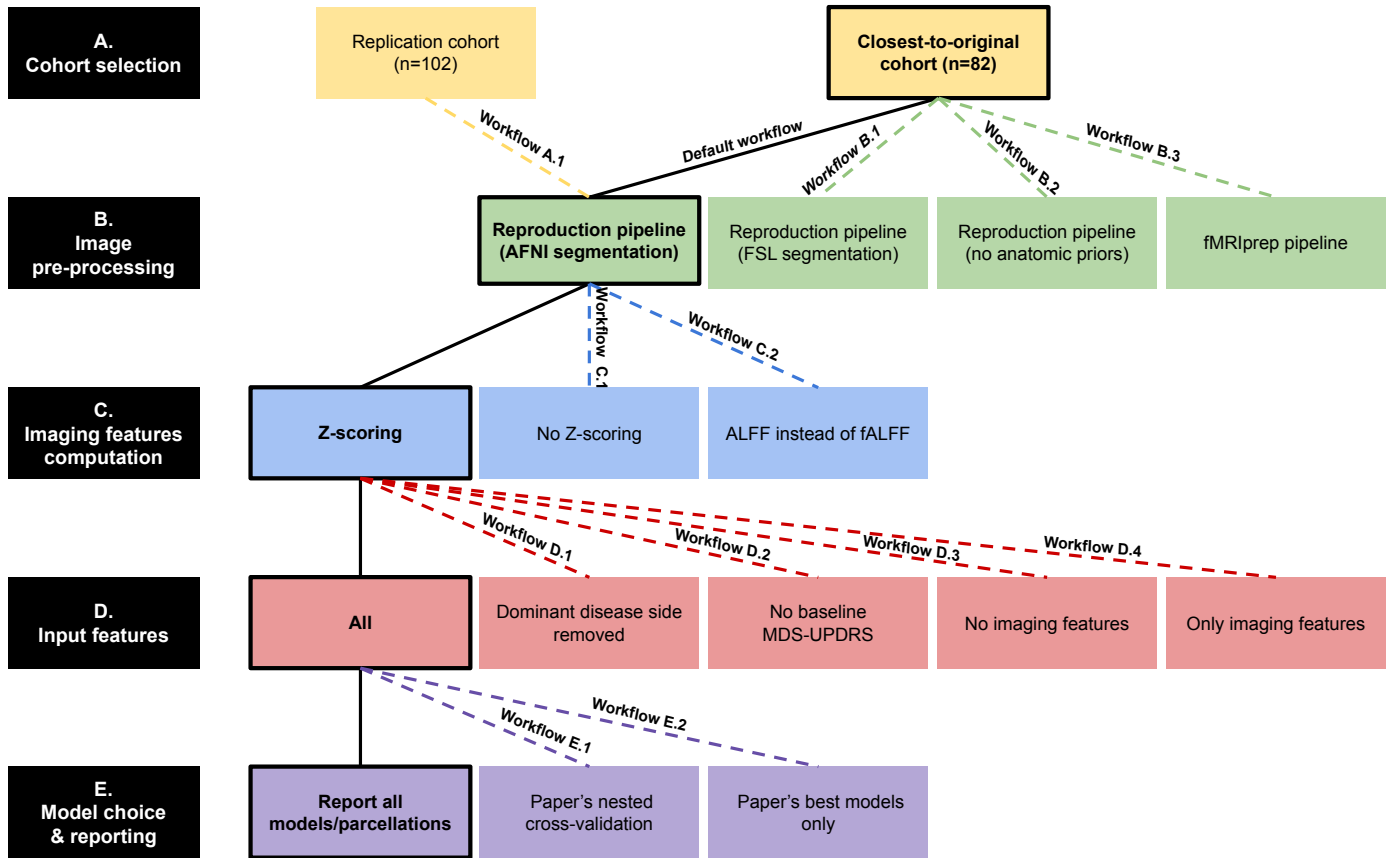 A.
Cohort selection
Replication cohort
(n=102)
Closest-to-original
cohort (n=82)
Workflow A.1
Default workflow
Workflow B.1
Workflow B.2
Workflow B.3
B.
Image
pre-processing
Reproduction pipeline
(AFNI segmentation)
Reproduction pipeline
(FSL segmentation)
Reproduction pipeline
(no anatomic priors)
fMRIprep pipeline
Workflow C.1
Workflow C.2
C.
Imaging features
computation
Z-scoring
No Z-scoring
ALFF instead of fALFF
Workflow D.1
Workflow D.2
Workflow D.3
Workflow D.4
D.
Input features
All
Dominant disease side
removed
No baseline
MDS-UPDRS
No imaging features
Only imaging features
Workflow E.1
Workflow E.2
E.
Model choice
& reporting
Report all
models/parcellations
Paper's nested
cross-validation
Paper's best models
only